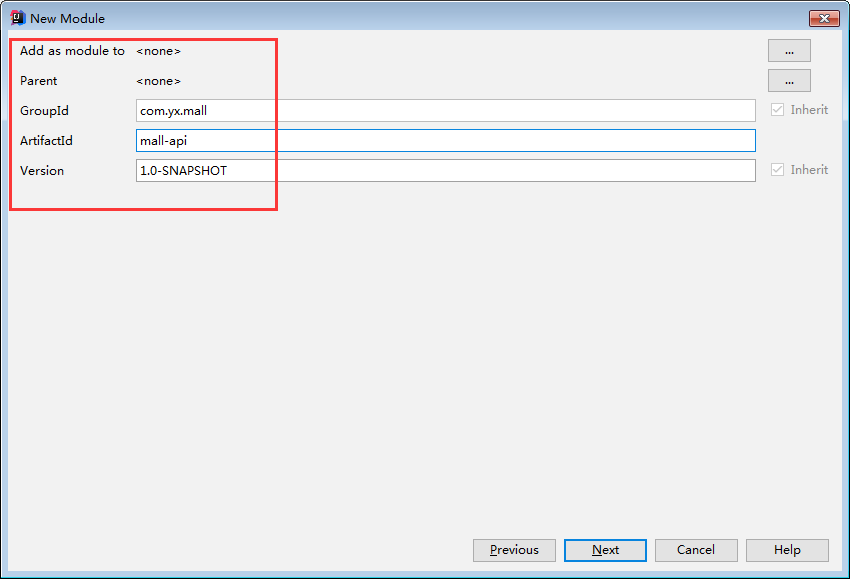 New Module
Add as module to <none>
...
Parent <none>
...
GroupId com.yx.mall Inherit
ArtifactId mall-api
Version 1.0-SNAPSHOT Inherit
Previous Next Cancel Help